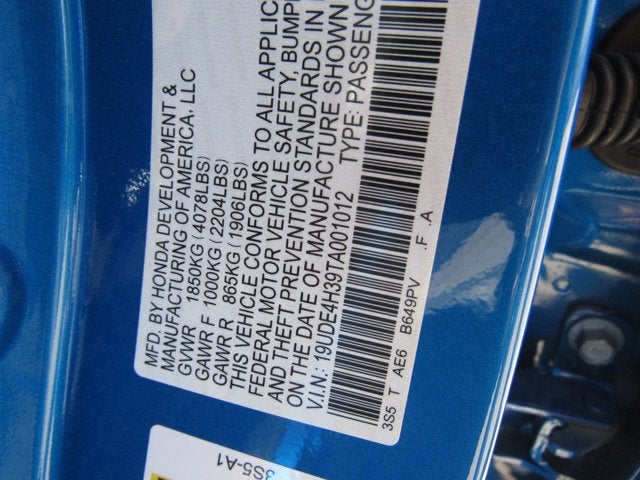 MFD. BY HONDA DEVELOPMENT &
MANUFACTURING OF AMERICA, LLC
GVWR 1850KG (4078LBS)
GAWR F 1000KG (2204LBS)
GAWR R 865KG (1906LBS)
THIS VEHICLE CONFORMS TO ALL APPLIC
FEDERAL MOTOR VEHICLE SAFETY, BUMP
AND THEFT PREVENTION STANDARDS IN
ON THE DATE OF MANUFACTURE SHOWN
V.I.N.: 19UDE4H39TA001012 TYPE: PASSENG
3S5 T AE6 B649PV .F .A
3S5-A1